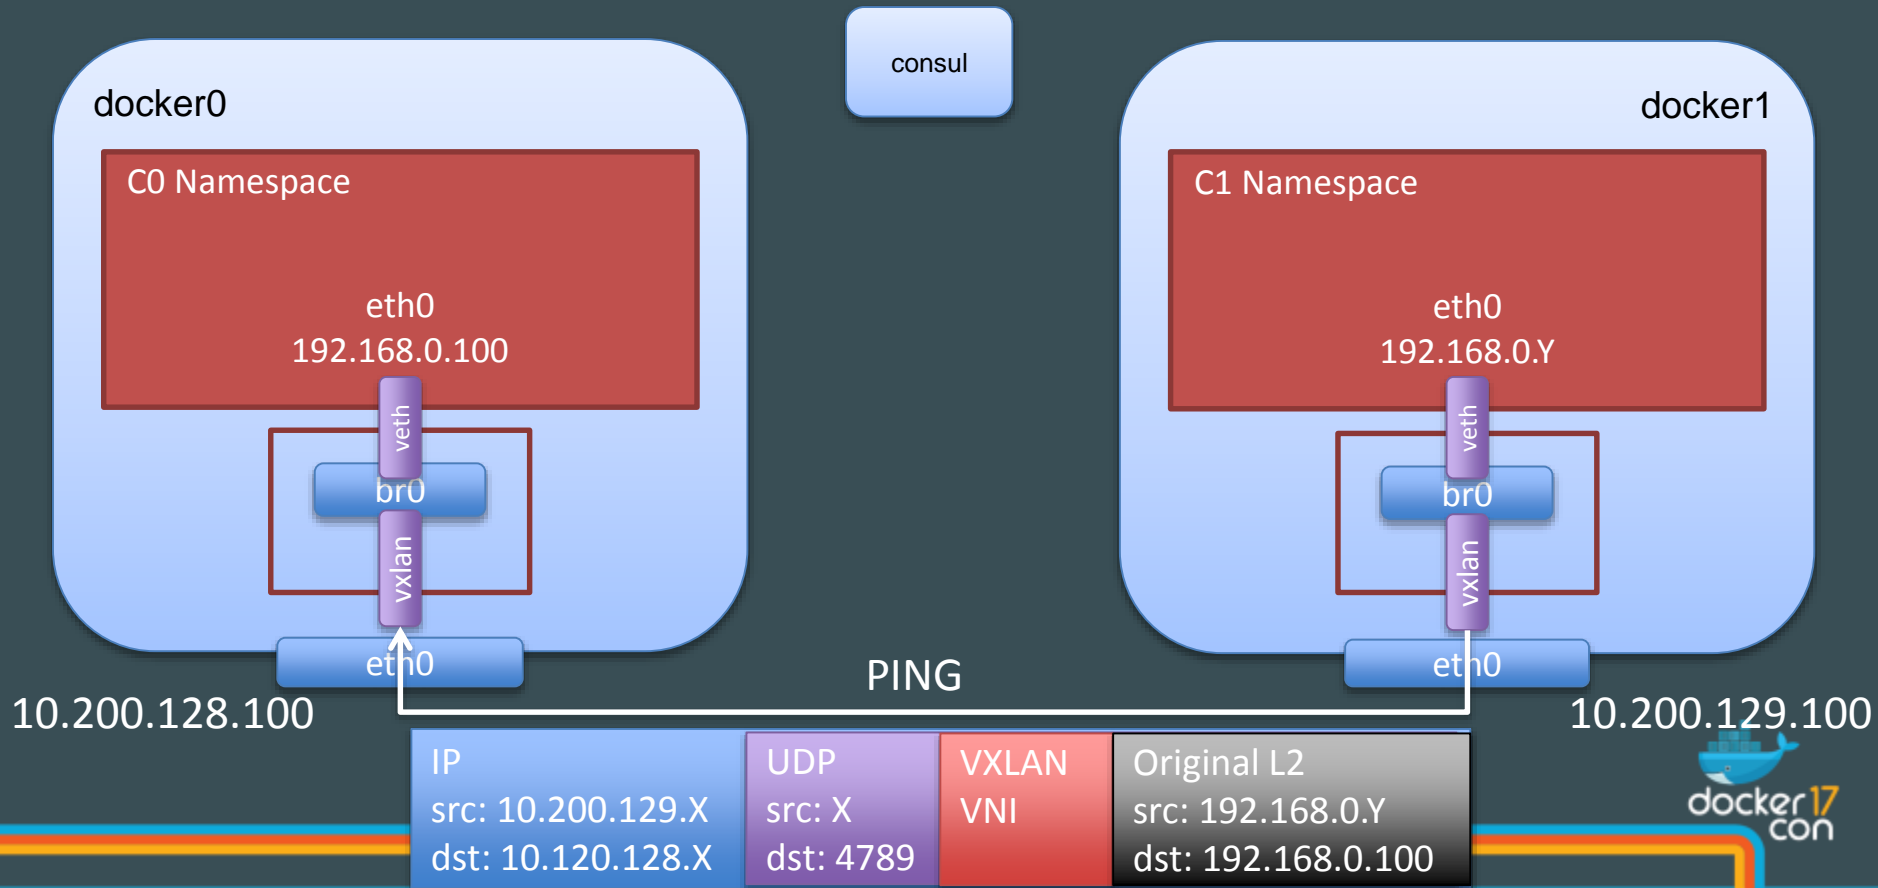 consul
docker0
C0 Namespace
eth0
192.168.0.100
veth
br0
vxlan
eth0
10.200.128.100
docker1
C1 Namespace
eth0
192.168.0.Y
veth
br0
vxlan
eth0
10.200.129.100
PING
IP
src: 10.200.129.X
dst: 10.120.128.X
UDP
src: X
dst: 4789
VXLAN
VNI
Original L2
src: 192.168.0.Y
dst: 192.168.0.100
docker 17
con